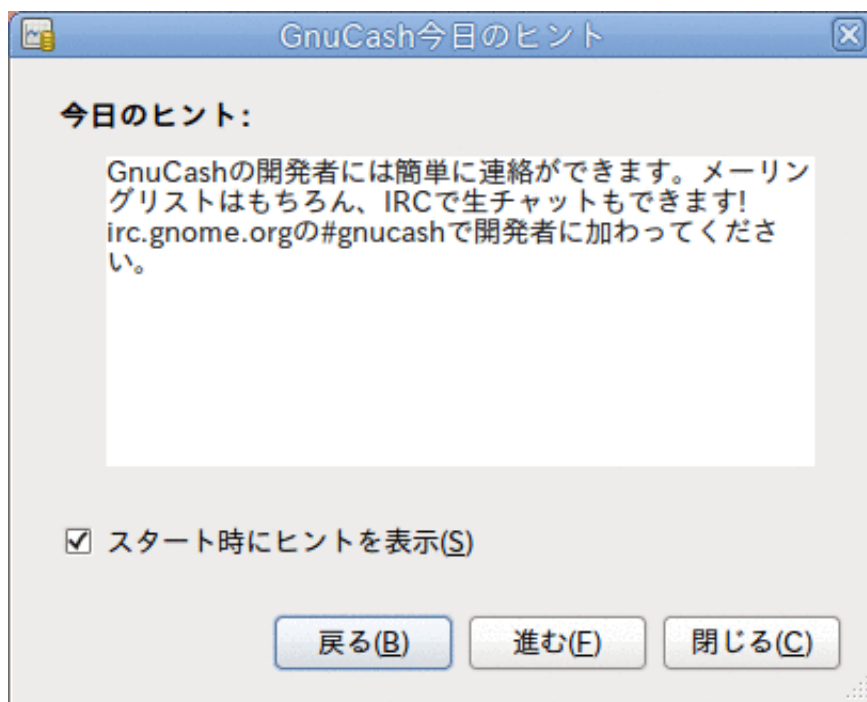 GnuCash今日のヒント
今日のヒント:
GnuCashの開発者には簡単に連絡ができます。メーリン
グリストはもちろん、IRCで生チャットもできます!
irc.gnome.orgの#gnucashで開発者に加わってくださ
い。
スタート時にヒントを表示(S)
戻る(B) 進む(F) 閉じる(C)